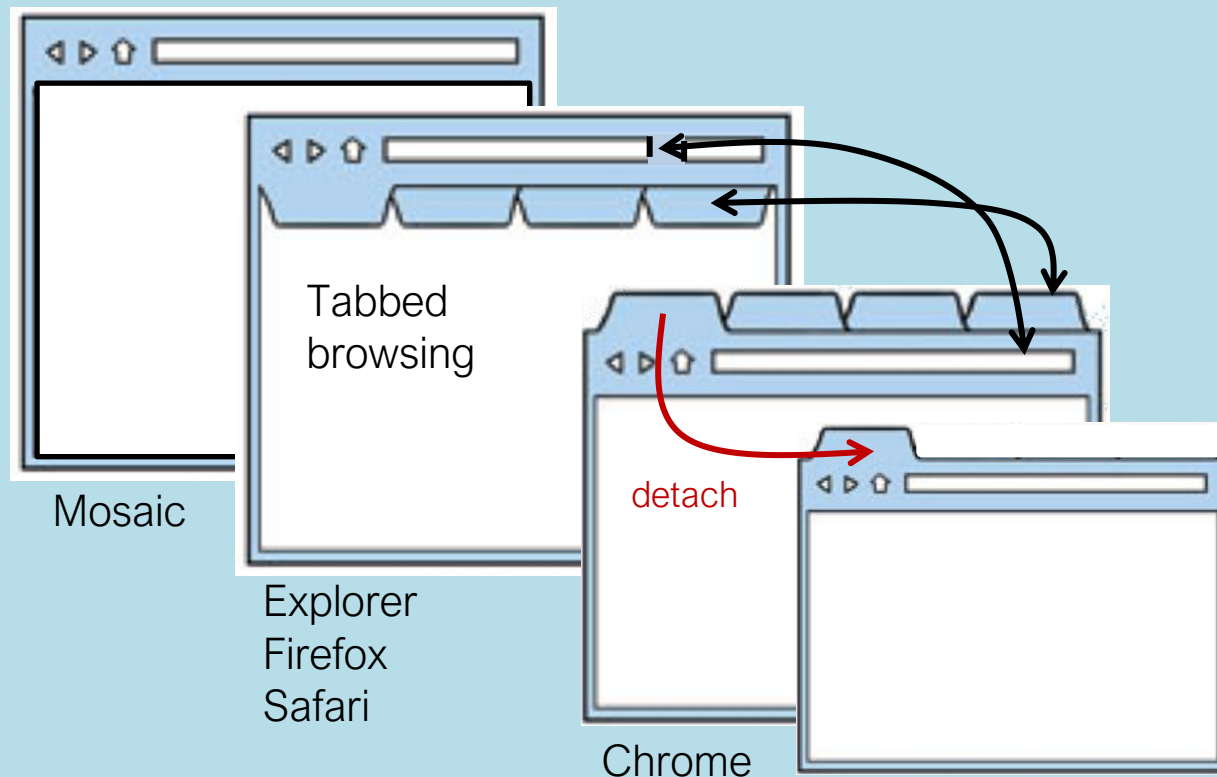 Tabbed
browsing
detach
Mosaic
Explorer
Firefox
Safari
Chrome